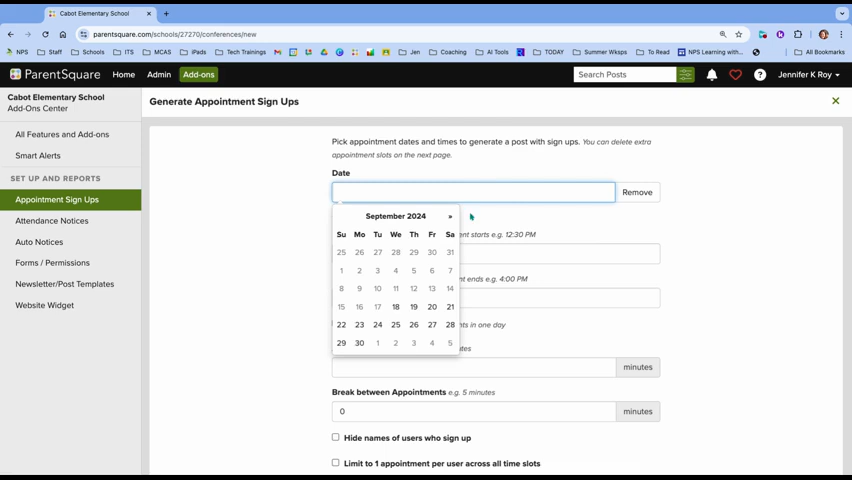 Cabot Elementary School
parentsquare.com/schools/27270/conferences/new
NPS Staff Schools ITS MCAS iPads Tech Trainings Jen Coaching AI Tools TODAY Summer Wksps To Read NPS Learning with... All Bookmarks
ParentSquare Home Admin Add-ons Search Posts Jennifer K Roy
Cabot Elementary School
Add-Ons Center
All Features and Add-ons
Smart Alerts
SET UP AND REPORTS
Appointment Sign Ups
Attendance Notices
Auto Notices
Forms / Permissions
Newsletter/Post Templates
Website Widget
Generate Appointment Sign Ups
Pick appointment dates and times to generate a post with sign ups. You can delete extra
appointment slots on the next page.
Date
Remove
September 2024 »
Su Mo Tu We Th Fr Sa
25 26 27 28 29 30 31
1 2 3 4 5 6 7
8 9 10 11 12 13 14
15 16 17 18 19 20 21
22 23 24 25 26 27 28
29 30 1 2 3 4 5
starts e.g. 12:30 PM
ends e.g. 4:00 PM
in one day
minutes
Break between Appointments e.g. 5 minutes
0 minutes
Hide names of users who sign up
Limit to 1 appointment per user across all time slots